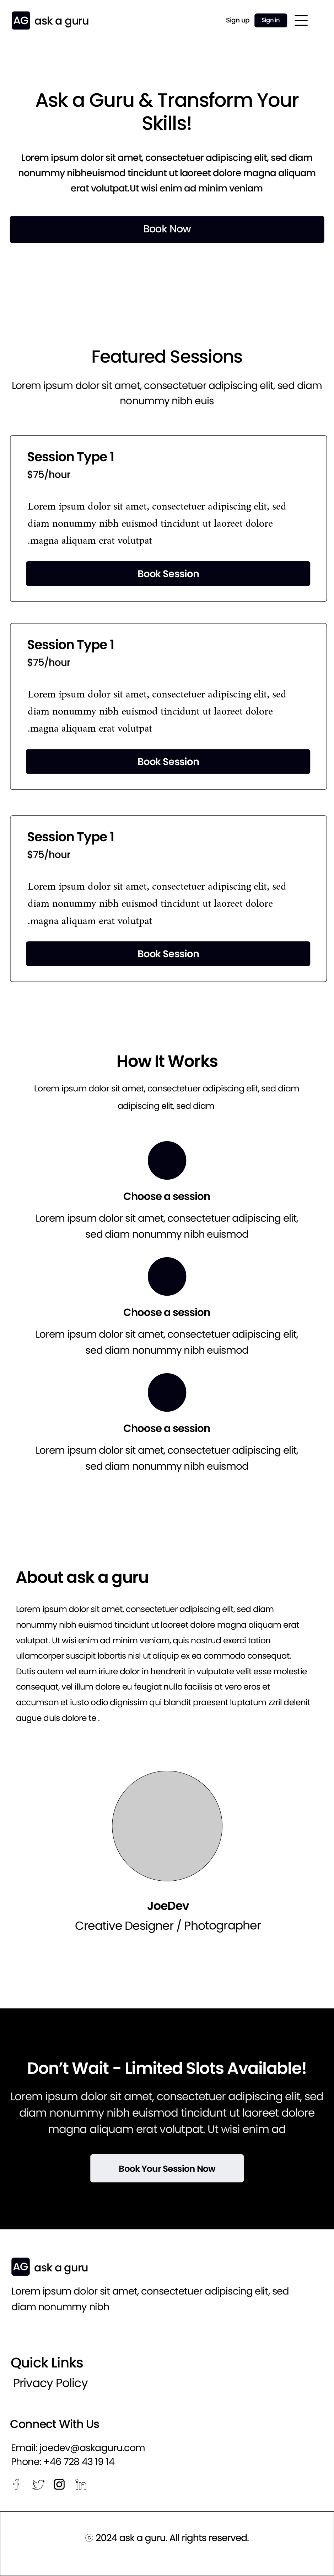 AG ask a guru
Sign up Sign in
Ask a Guru & Transform Your
Skills!
Lorem ipsum dolor sit amet, consectetuer adipiscing elit, sed diam
nonummy nibheuismod tincidunt ut laoreet dolore magna aliquam
erat volutpat.Ut wisi enim ad minim veniam
Book Now
Featured Sessions
Lorem ipsum dolor sit amet, consectetuer adipiscing elit, sed diam
nonummy nibh euis
Session Type 1
$75/hour
Lorem ipsum dolor sit amet, consectetuer adipiscing elit, sed
diam nonummy nibh euismod tincidunt ut laoreet dolore
.magna aliquam erat volutpat
Book Session
Session Type 1
$75/hour
Lorem ipsum dolor sit amet, consectetuer adipiscing elit, sed
diam nonummy nibh euismod tincidunt ut laoreet dolore
.magna aliquam erat volutpat
Book Session
Session Type 1
$75/hour
Lorem ipsum dolor sit amet, consectetuer adipiscing elit, sed
diam nonummy nibh euismod tincidunt ut laoreet dolore
.magna aliquam erat volutpat
Book Session
How It Works
Lorem ipsum dolor sit amet, consectetuer adipiscing elit, sed diam
adipiscing elit, sed diam
Choose a session
Lorem ipsum dolor sit amet, consectetuer adipiscing elit,
sed diam nonummy nibh euismod
Choose a session
Lorem ipsum dolor sit amet, consectetuer adipiscing elit,
sed diam nonummy nibh euismod
Choose a session
Lorem ipsum dolor sit amet, consectetuer adipiscing elit,
sed diam nonummy nibh euismod
About ask a guru
Lorem ipsum dolor sit amet, consectetuer adipiscing elit, sed diam
nonummy nibh euismod tincidunt ut laoreet dolore magna aliquam erat
volutpat. Ut wisi enim ad minim veniam, quis nostrud exerci tation
ullamcorper suscipit lobortis nisl ut aliquip ex ea commodo consequat.
Dutis autem vel eum iriure dolor in hendrerit in vulputate velit esse molestie
consequat, vel illum dolore eu feugiat nulla facilisis at vero eros et
accumsan et iusto odio dignissim qui blandit praesent luptatum zzril delenit
augue duis dolore te .
JoeDev
Creative Designer / Photographer
Don’t Wait - Limited Slots Available!
Lorem ipsum dolor sit amet, consectetuer adipiscing elit, sed
diam nonummy nibh euismod tincidunt ut laoreet dolore
magna aliquam erat volutpat. Ut wisi enim ad
Book Your Session Now
AG ask a guru
Lorem ipsum dolor sit amet, consectetuer adipiscing elit, sed
diam nonummy nibh
Quick Links
Privacy Policy
Connect With Us
Email: joedev@askaguru.com
Phone: +46 728 43 19 14
© 2024 ask a guru. All rights reserved.